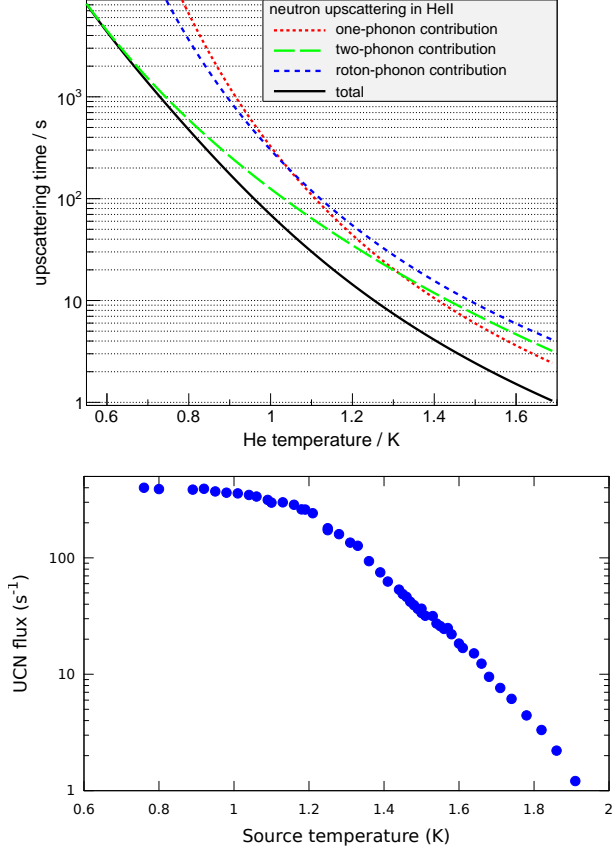 neutron upscattering in HeII
one-phonon contribution
two-phonon contribution
roton-phonon contribution
total
upscattering time / s
10³
10²
10
1
0.6 0.8 1 1.2 1.4 1.6
He temperature / K
UCN flux (s⁻¹)
100
10
1
0.6 0.8 1 1.2 1.4 1.6 1.8 2
Source temperature (K)